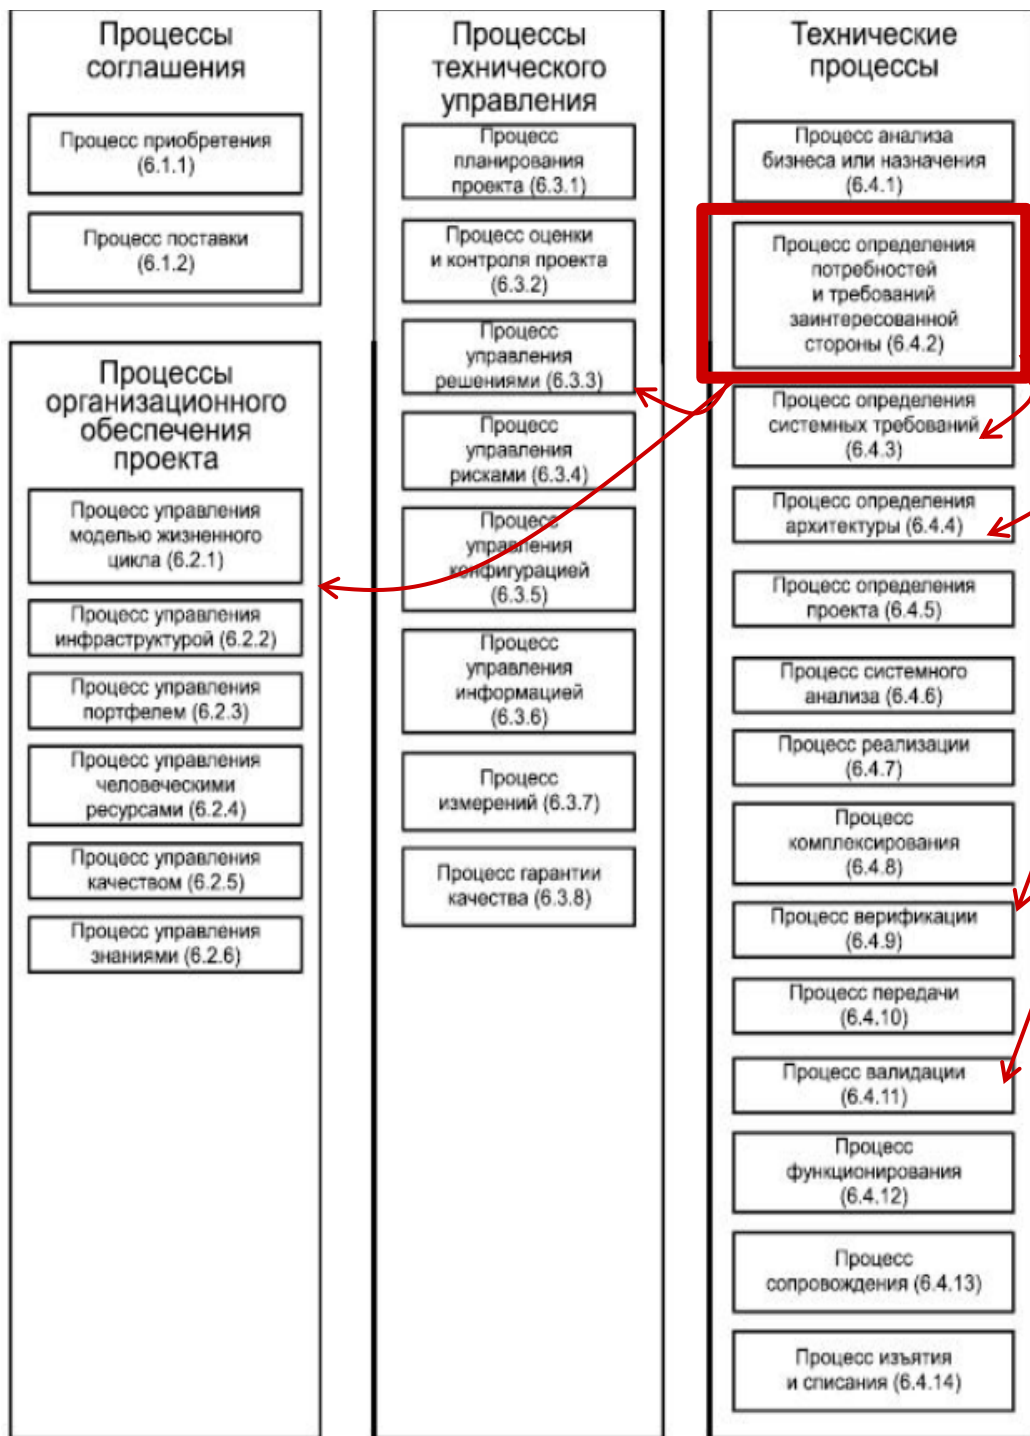 Процессы
соглашения
Процесс приобретения
(6.1.1)
Процесс поставки
(6.1.2)
Процессы
организационного
обеспечения
проекта
Процесс управления
моделью жизненного
цикла (6.2.1)
Процесс управления
инфраструктурой (6.2.2)
Процесс управления
портфелем (6.2.3)
Процесс управления
человеческими
ресурсами (6.2.4)
Процесс управления
качеством (6.2.5)
Процесс управления
знаниями (6.2.6)
Процессы
технического
управления
Процесс
планирования
проекта (6.3.1)
Процесс оценки
и контроля проекта
(6.3.2)
Процесс
управления
решениями (6.3.3)
Процесс
управления
рисками (6.3.4)
Процесс
управления
конфигурацией
(6.3.5)
Процесс
управления
информацией
(6.3.6)
Процесс
измерений (6.3.7)
Процесс гарантии
качества (6.3.8)
Технические
процессы
Процесс анализа
бизнеса или назначения
(6.4.1)
Процесс определения
потребностей
и требований
заинтересованной
стороны (6.4.2)
Процесс определения
системных требований
(6.4.3)
Процесс определения
архитектуры (6.4.4)
Процесс определения
проекта (6.4.5)
Процесс системного
анализа (6.4.6)
Процесс реализации
(6.4.7)
Процесс
комплексирования
(6.4.8)
Процесс верификации
(6.4.9)
Процесс передачи
(6.4.10)
Процесс валидации
(6.4.11)
Процесс
функционирования
(6.4.12)
Процесс
сопровождения (6.4.13)
Процесс изъятия
и списания (6.4.14)